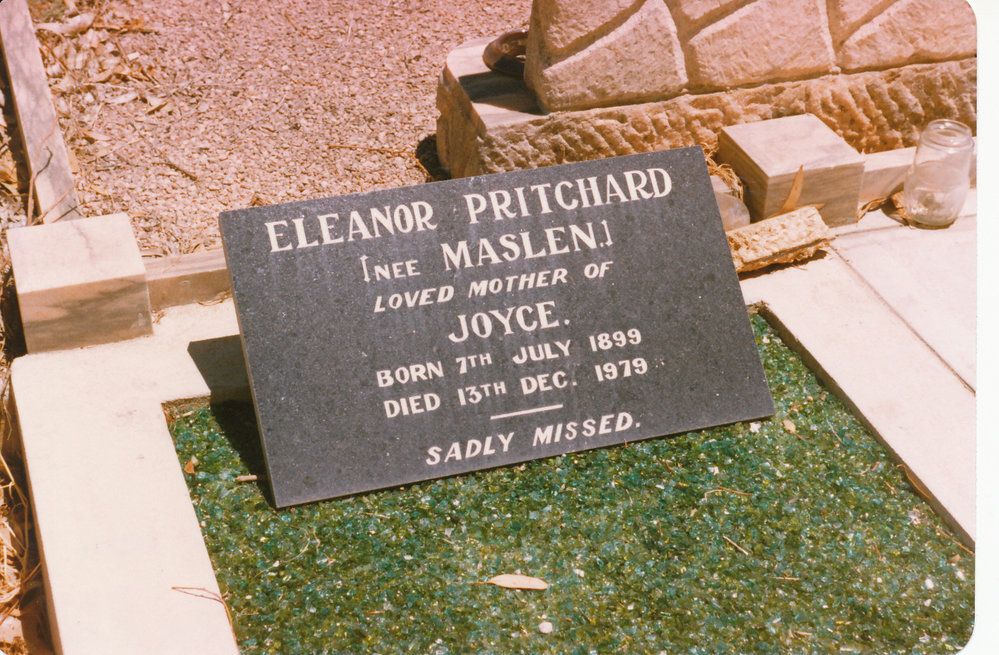 ELEANOR PRITCHARD
[NEE MASLEN.]
LOVED MOTHER OF
JOYCE.
BORN 7TH JULY 1899
DIED 13TH DEC. 1979
SADLY MISSED.